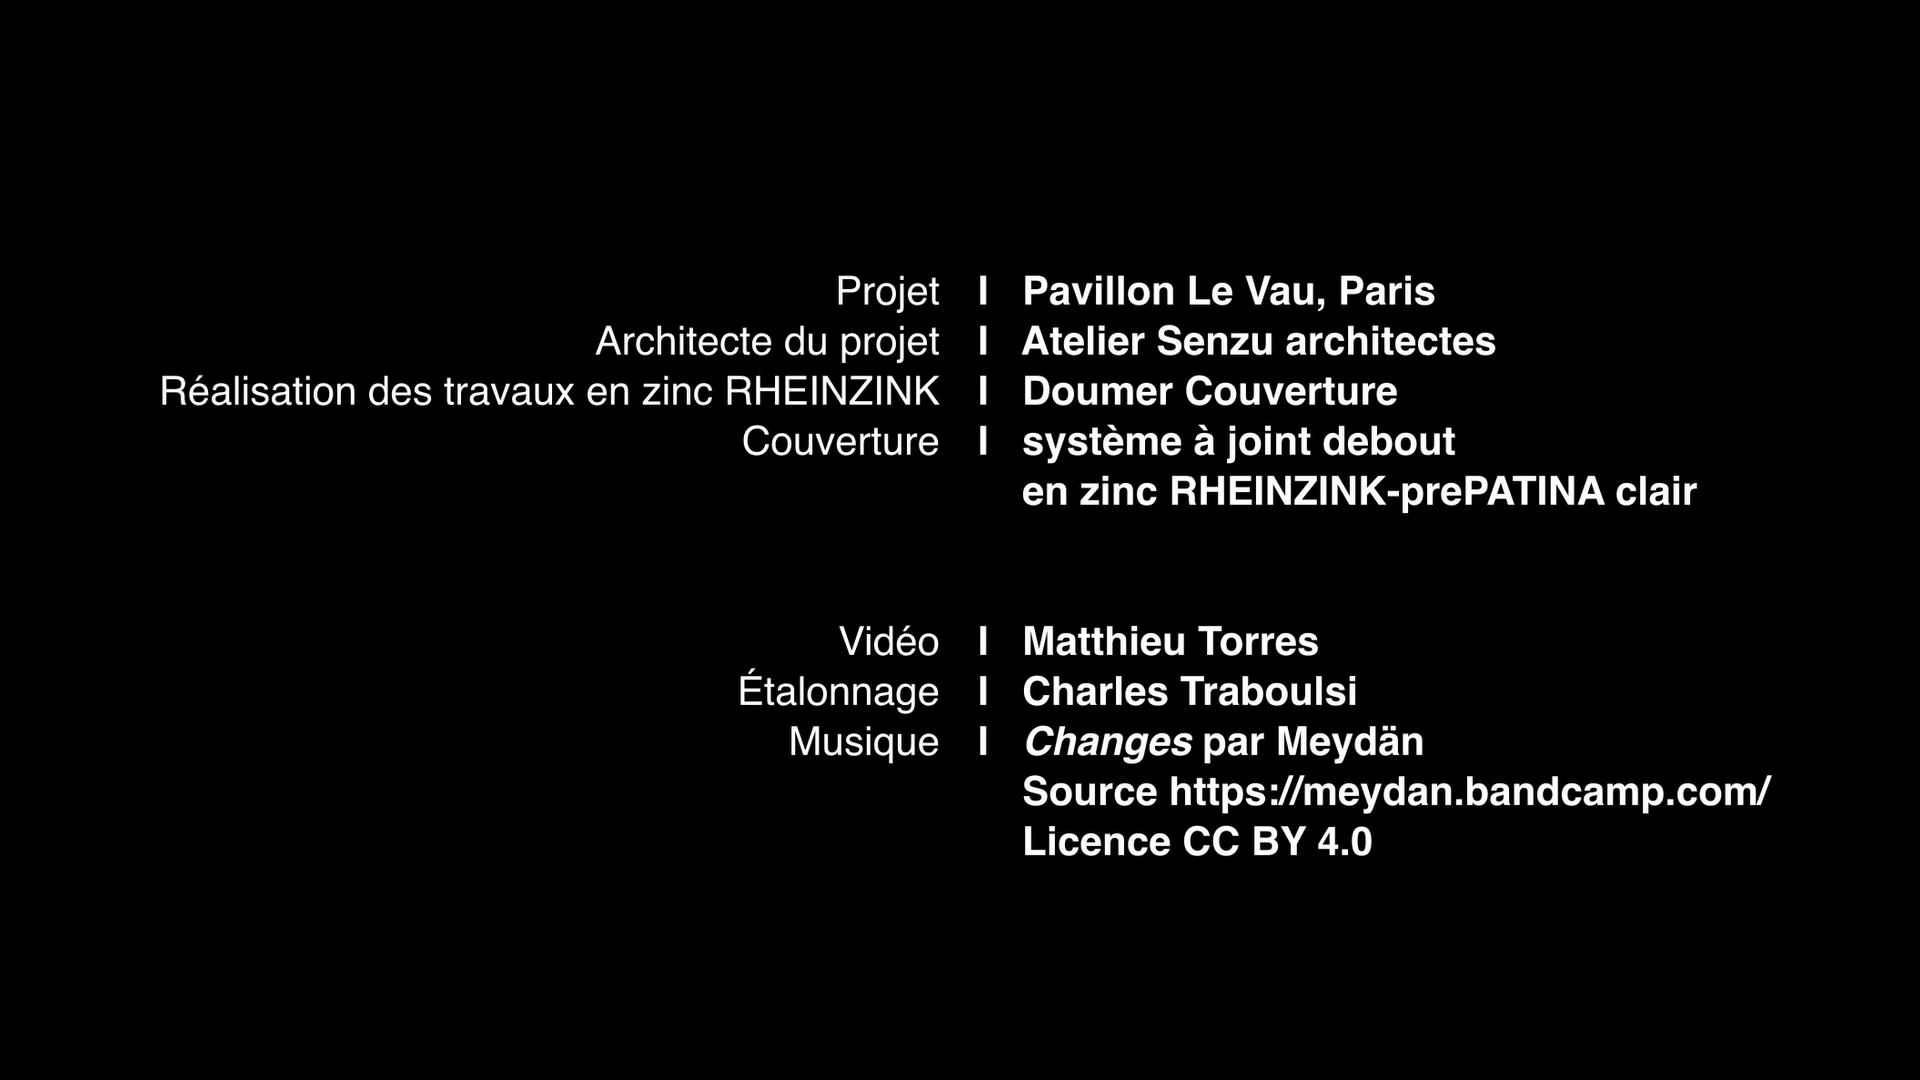 Projet I Pavillon Le Vau, Paris
Architecte du projet I Atelier Senzu architectes
Réalisation des travaux en zinc RHEINZINK I Doumer Couverture
Couverture I système à joint debout
en zinc RHEINZINK-prePATINA clair
Vidéo I Matthieu Torres
Étalonnage I Charles Traboulsi
Musique I Changes par Meydän
Source https://meydan.bandcamp.com/
Licence CC BY 4.0